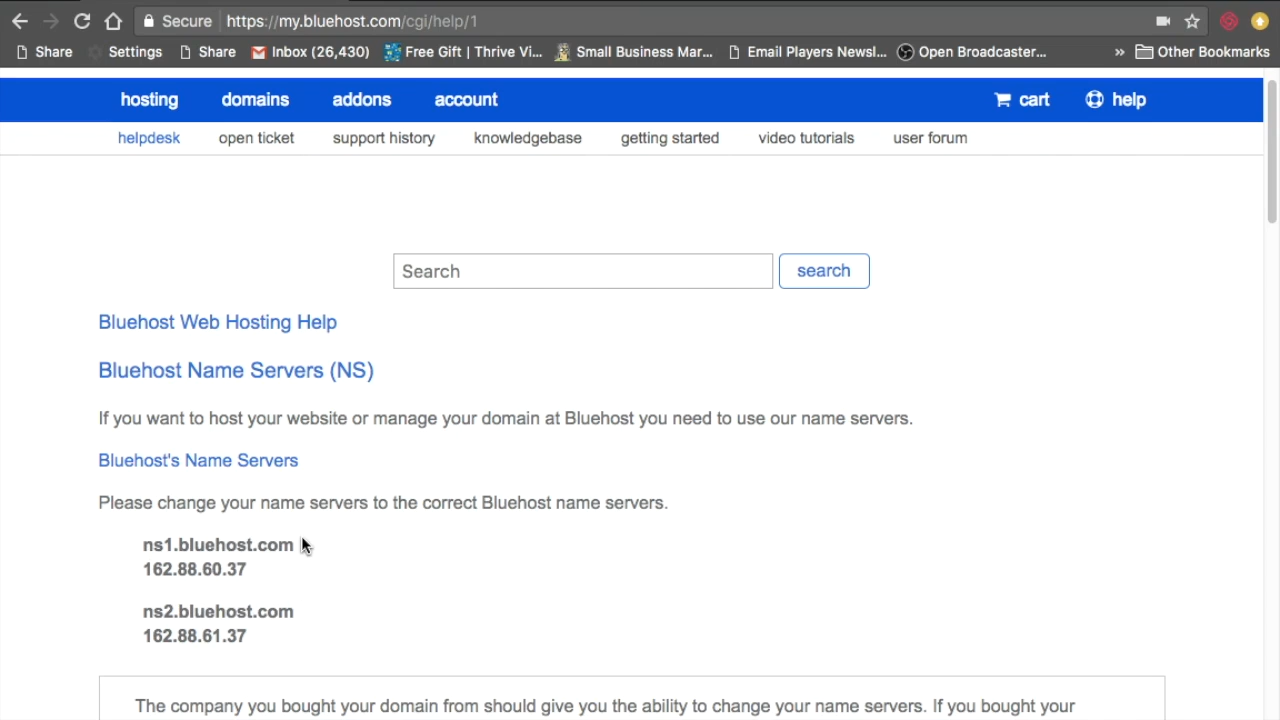 Secure https://my.bluehost.com/cgi/help/1
Share Settings Share Inbox (26,430) Free Gift | Thrive Vi... Small Business Mar... Email Players Newsl... Open Broadcaster... » Other Bookmarks
hosting domains addons account cart help
helpdesk open ticket support history knowledgebase getting started video tutorials user forum
Search search
Bluehost Web Hosting Help
Bluehost Name Servers (NS)
If you want to host your website or manage your domain at Bluehost you need to use our name servers.
Bluehost's Name Servers
Please change your name servers to the correct Bluehost name servers.
ns1.bluehost.com
162.88.60.37
ns2.bluehost.com
162.88.61.37
The company you bought your domain from should give you the ability to change your name servers. If you bought your